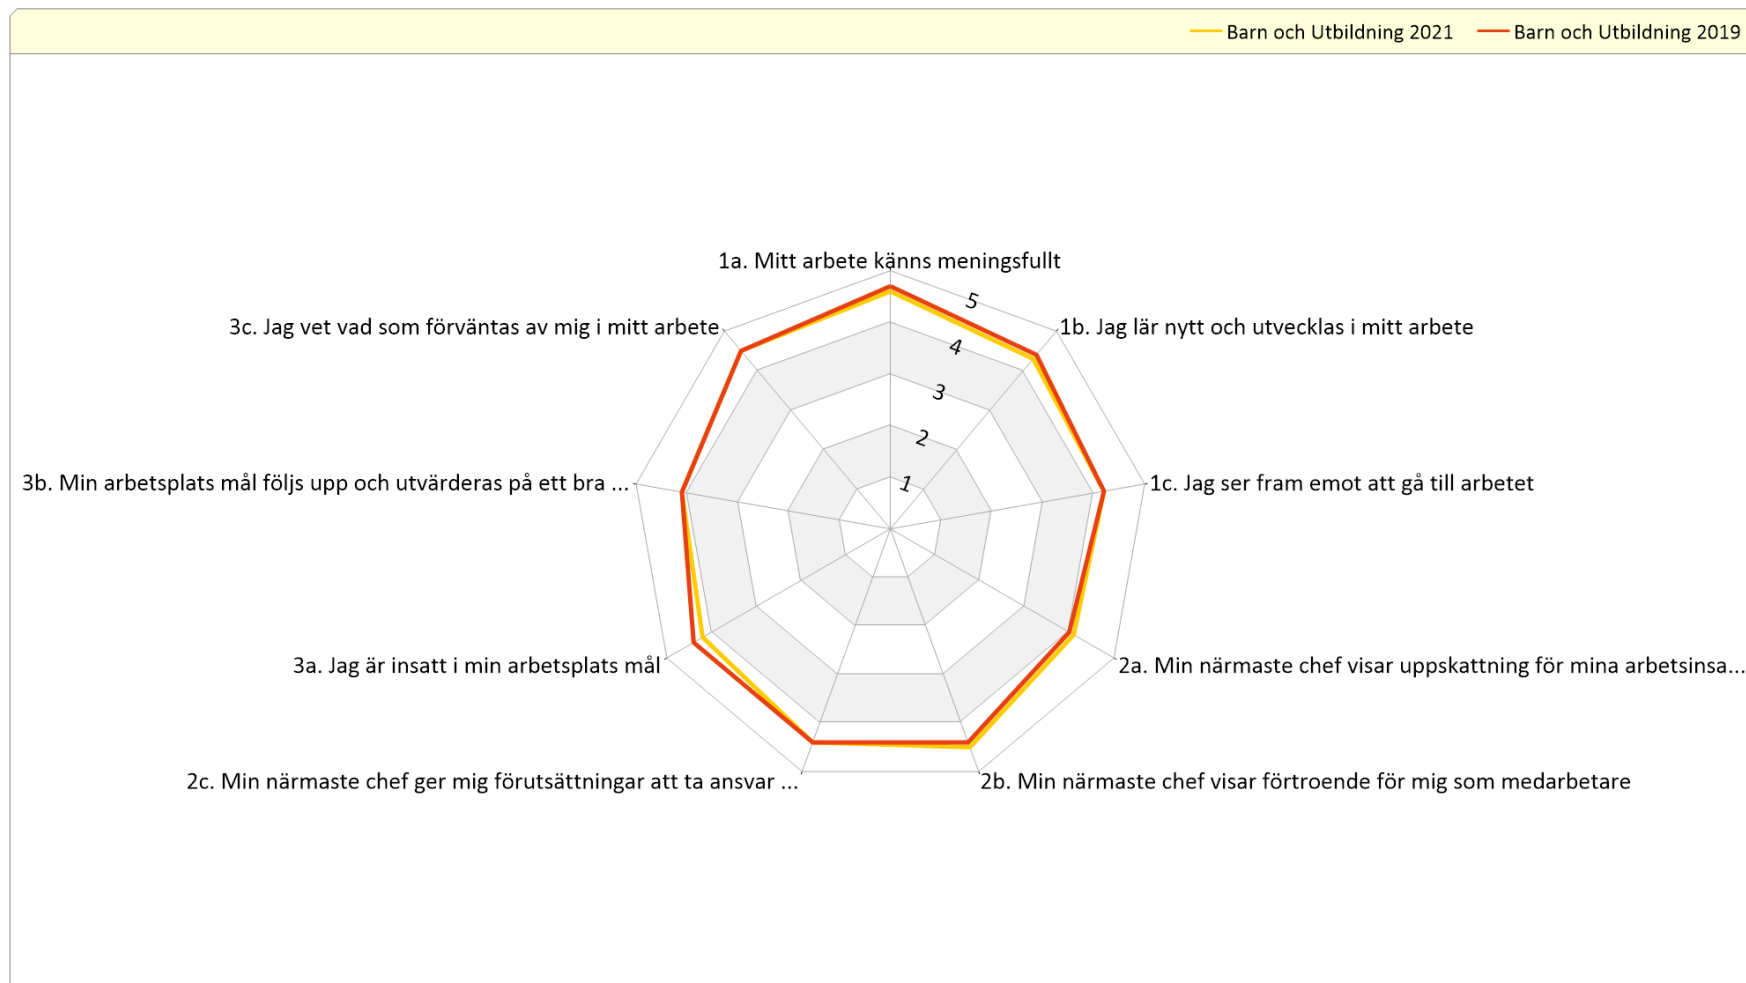 Barn och Utbildning 2021 Barn och Utbildning 2019
1a. Mitt arbete känns meningsfullt
5
3c. Jag vet vad som förväntas av mig i mitt arbete
1b. Jag lär nytt och utvecklas i mitt arbete
4
3
2
3b. Min arbetsplats mål följs upp och utvärderas på ett bra ...
1
1c. Jag ser fram emot att gå till arbetet
3a. Jag är insatt i min arbetsplats mål
2a. Min närmaste chef visar uppskattning för mina arbetsinsa...
2c. Min närmaste chef ger mig förutsättningar att ta ansvar ...
2b. Min närmaste chef visar förtroende för mig som medarbetare